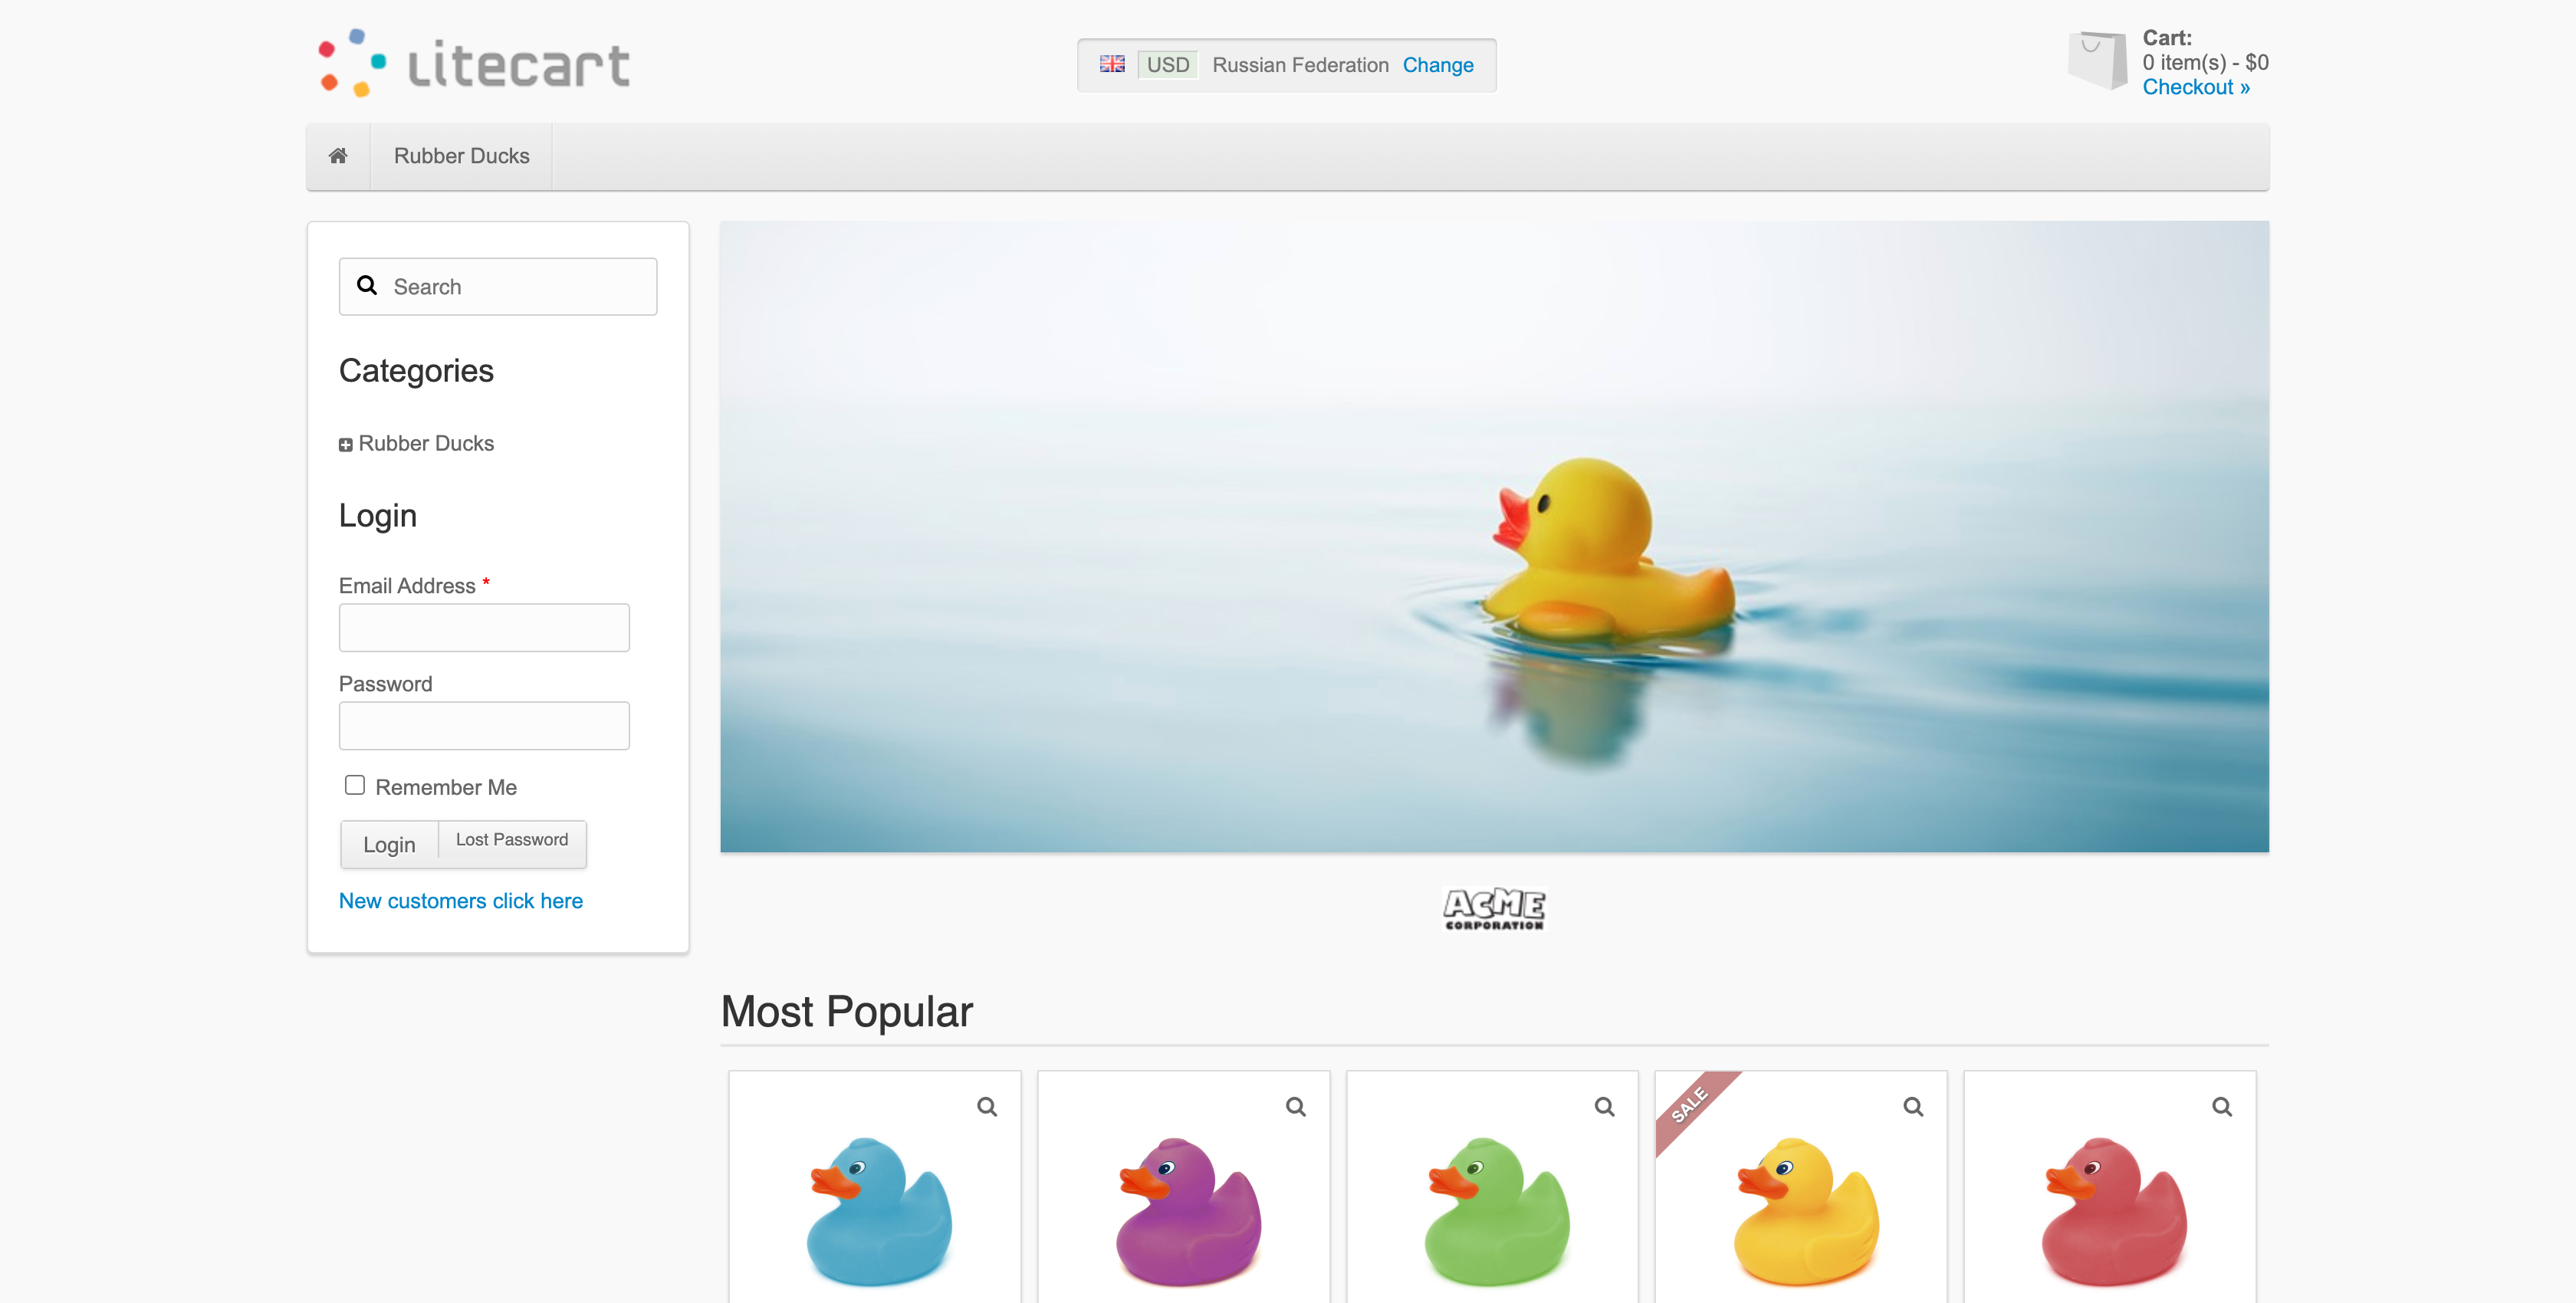 Litecart
USD Russian Federation Change
Cart:
0 item(s) - $0
Checkout »
Rubber Ducks
Search
Categories
Rubber Ducks
Login
Email Address *
Password
Remember Me
Login Lost Password
New customers click here
ACME
CORPORATION
Most Popular
SALE